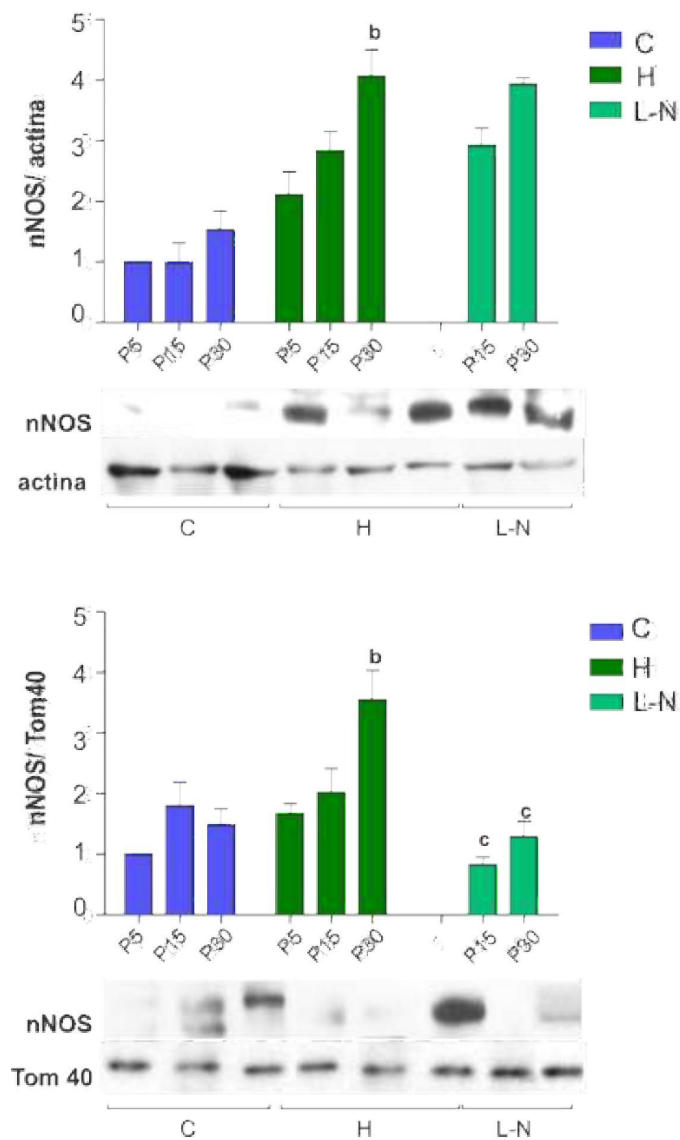 nNOS/ actina
5
4
3
2
1
0
b
C
H
L-N
P5
P15
P30
P5
P15
P30
P15
P30
nNOS
actina
C
H
L-N
nNOS/ Tom40
5
4
3
2
1
0
b
c
c
C
H
L-N
P5
P15
P30
P5
P15
P30
P15
P30
nNOS
Tom 40
C
H
L-N